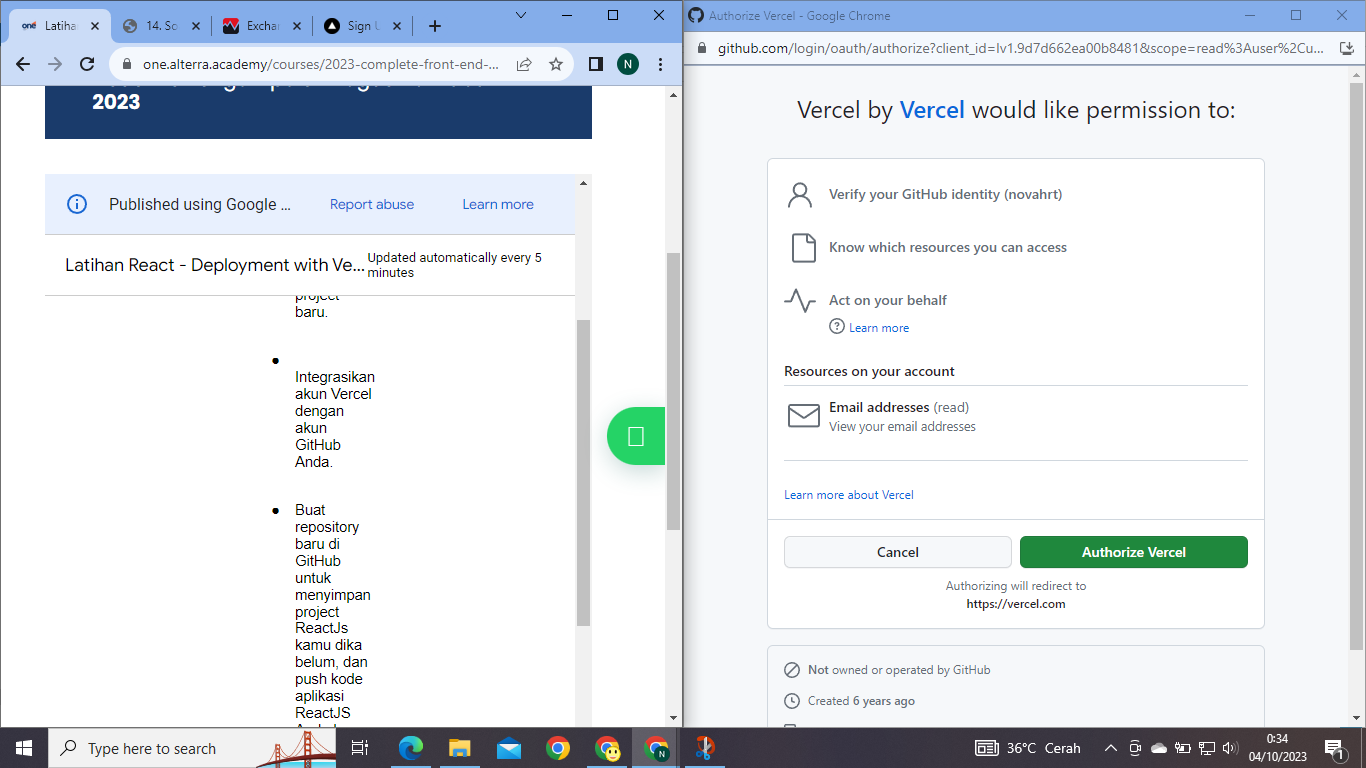 one Latiha
14. So
Exchan
Sign U
one.alterra.academy/courses/2023-complete-front-end-...
N
2023
Published using Google ...
Report abuse
Learn more
Latihan React - Deployment with Ve...
Updated automatically every 5
minutes
project
baru.
Integrasikan
akun Vercel
dengan
akun
GitHub
Anda.
Buat
repository
baru di
GitHub
untuk
menyimpan
project
ReactJs
kamu dika
belum, dan
push kode
aplikasi
ReactJS
Authorize Vercel - Google Chrome
github.com/login/oauth/authorize?client_id=Iv1.9d7d662ea00b8481&scope=read%3Auser%2Cu...
Vercel by Vercel would like permission to:
Verify your GitHub identity (novahrt)
Know which resources you can access
Act on your behalf
Learn more
Resources on your account
Email addresses (read)
View your email addresses
Learn more about Vercel
Cancel
Authorize Vercel
Authorizing will redirect to
https://vercel.com
Not owned or operated by GitHub
Created 6 years ago
Type here to search
N
36°C Cerah
0:34
04/10/2023
1